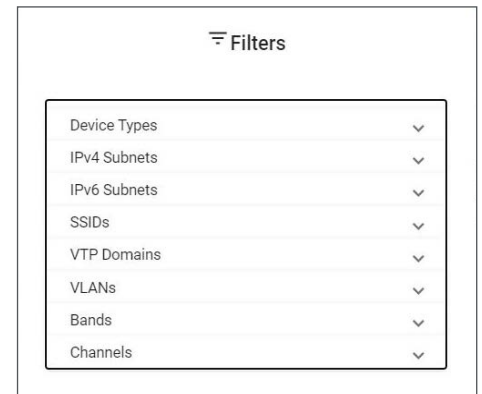 Filters
Device Types
IPv4 Subnets
IPv6 Subnets
SSIDs
VTP Domains
VLANs
Bands
Channels